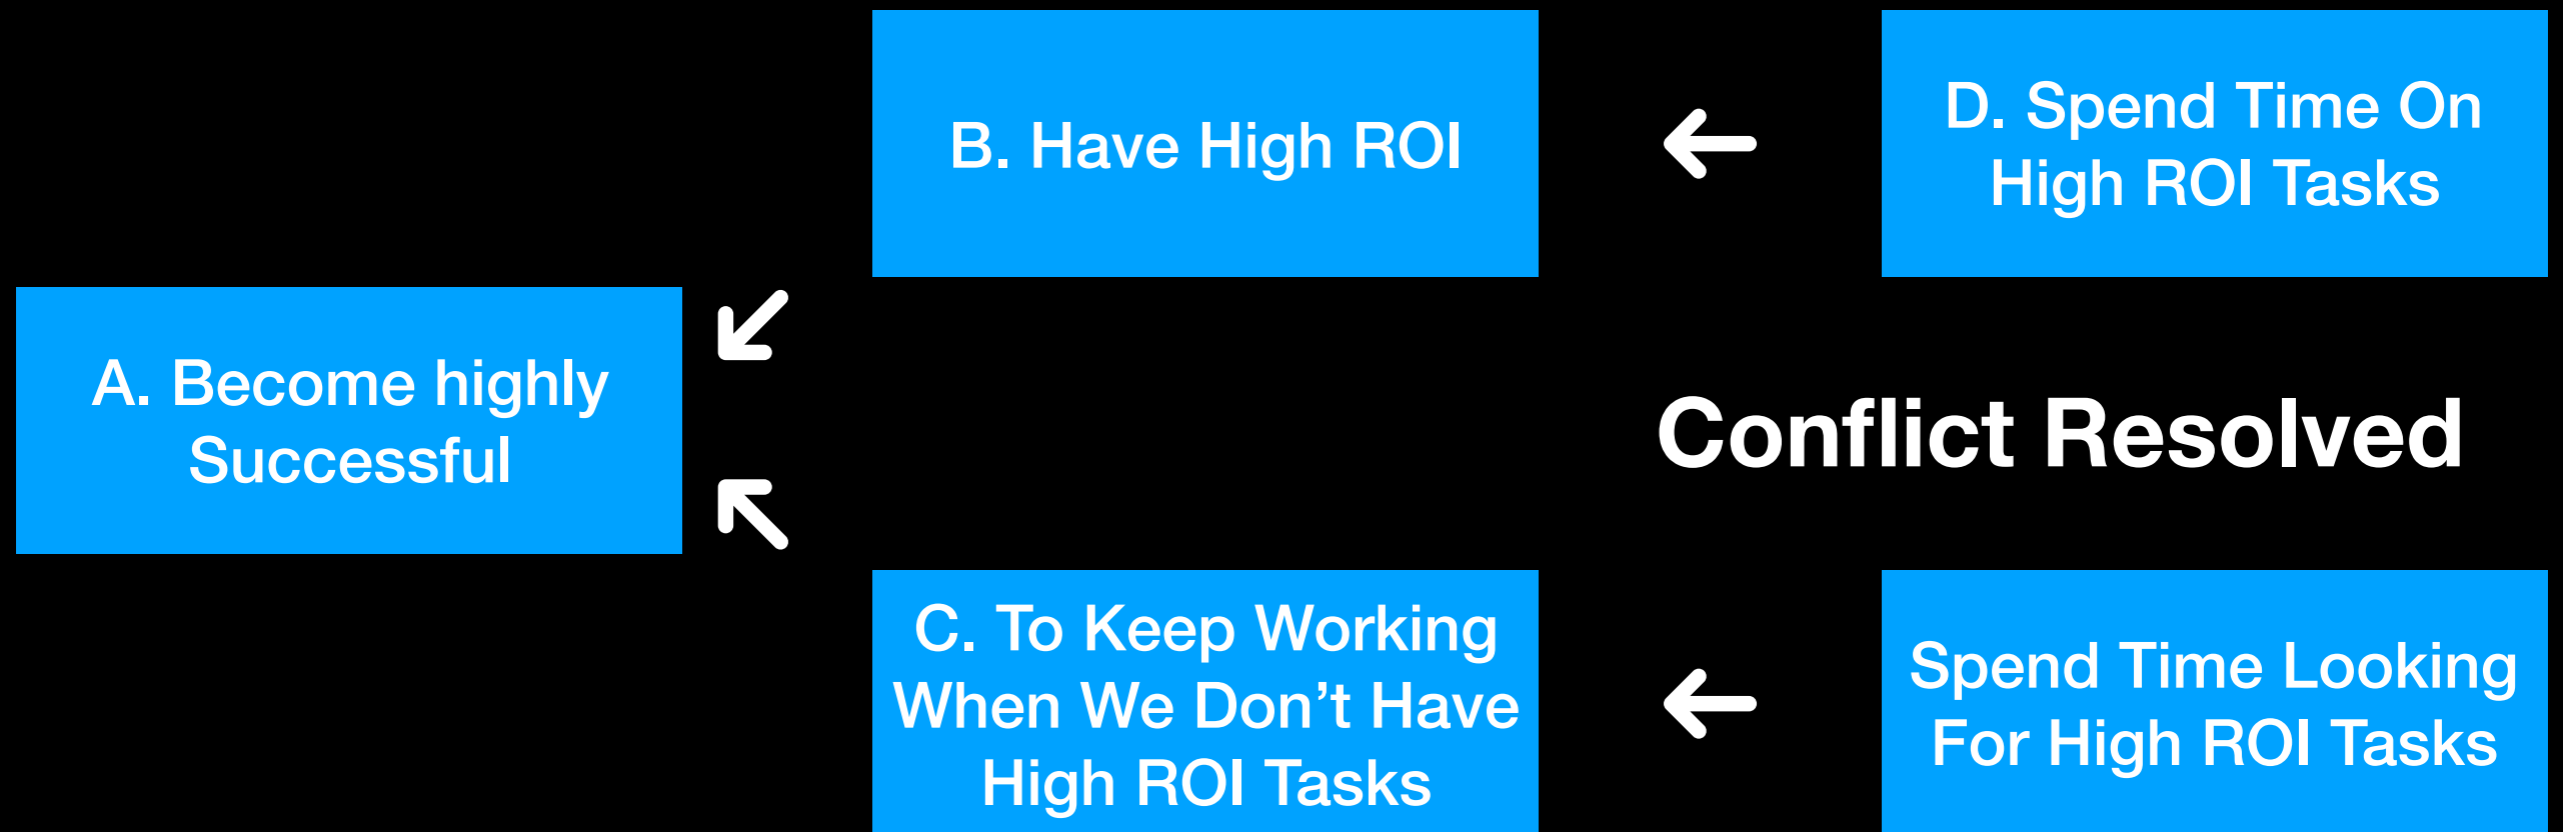 B. Have High ROI
D. Spend Time On
High ROI Tasks
A. Become highly
Successful
Conflict Resolved
C. To Keep Working
When We Don’t Have
High ROI Tasks
Spend Time Looking
For High ROI Tasks